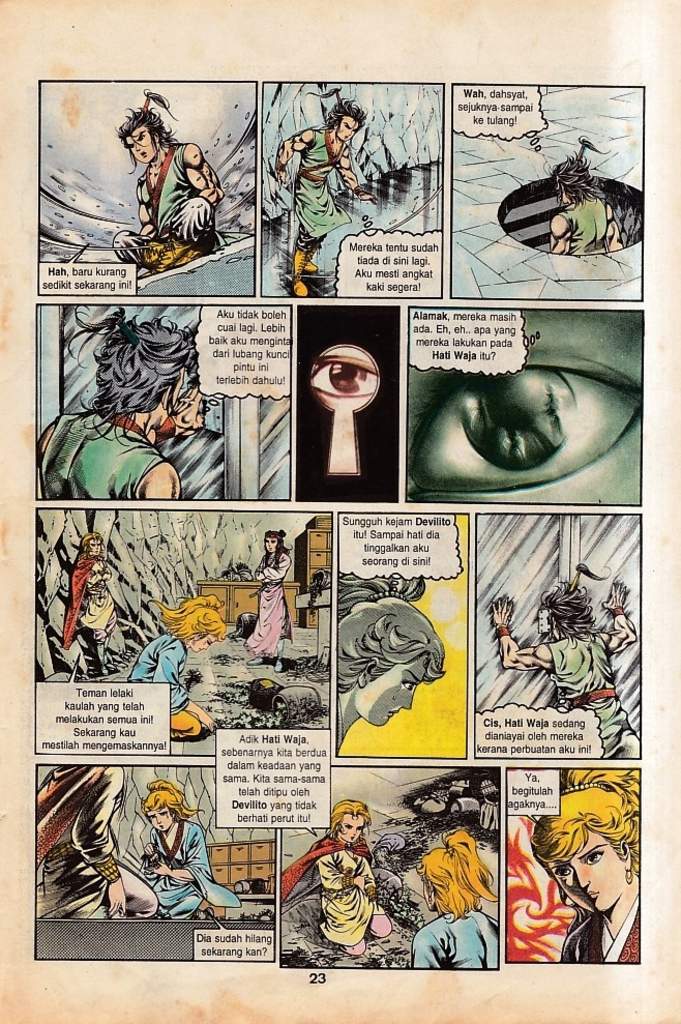 Hah, baru kurang
sedikit sekarang ini!
Mereka tentu sudah
tiada di sini lagi.
Aku mesti angkat
kaki segera!
Wah, dahsyat,
sejuknya sampai
ke tulang!
Aku tidak boleh
cuai lagi. Lebih
baik aku mengintai
dari lubang kunci
pintu ini
terlebih dahulu!
Alamak, mereka masih
ada. Eh, eh.. apa yang
mereka lakukan pada
Hati Waja itu?
Teman lelaki
kaulah yang telah
melakukan semua ini!
Sekarang kau
mestilah mengemaskannya!
Sungguh kejam Devilito
itu! Sampai hati dia
tinggalkan aku
seorang di sini!
Cis, Hati Waja sedang
dianiayai oleh mereka
kerana perbuatan aku ini!
Dia sudah hilang
sekarang kan?
Adik Hati Waja,
sebenarnya kita berdua
dalam keadaan yang
sama. Kita sama-sama
telah ditipu oleh
Devilito yang tidak
berhati perut itu!
Ya,
begitulah
agaknya....
23